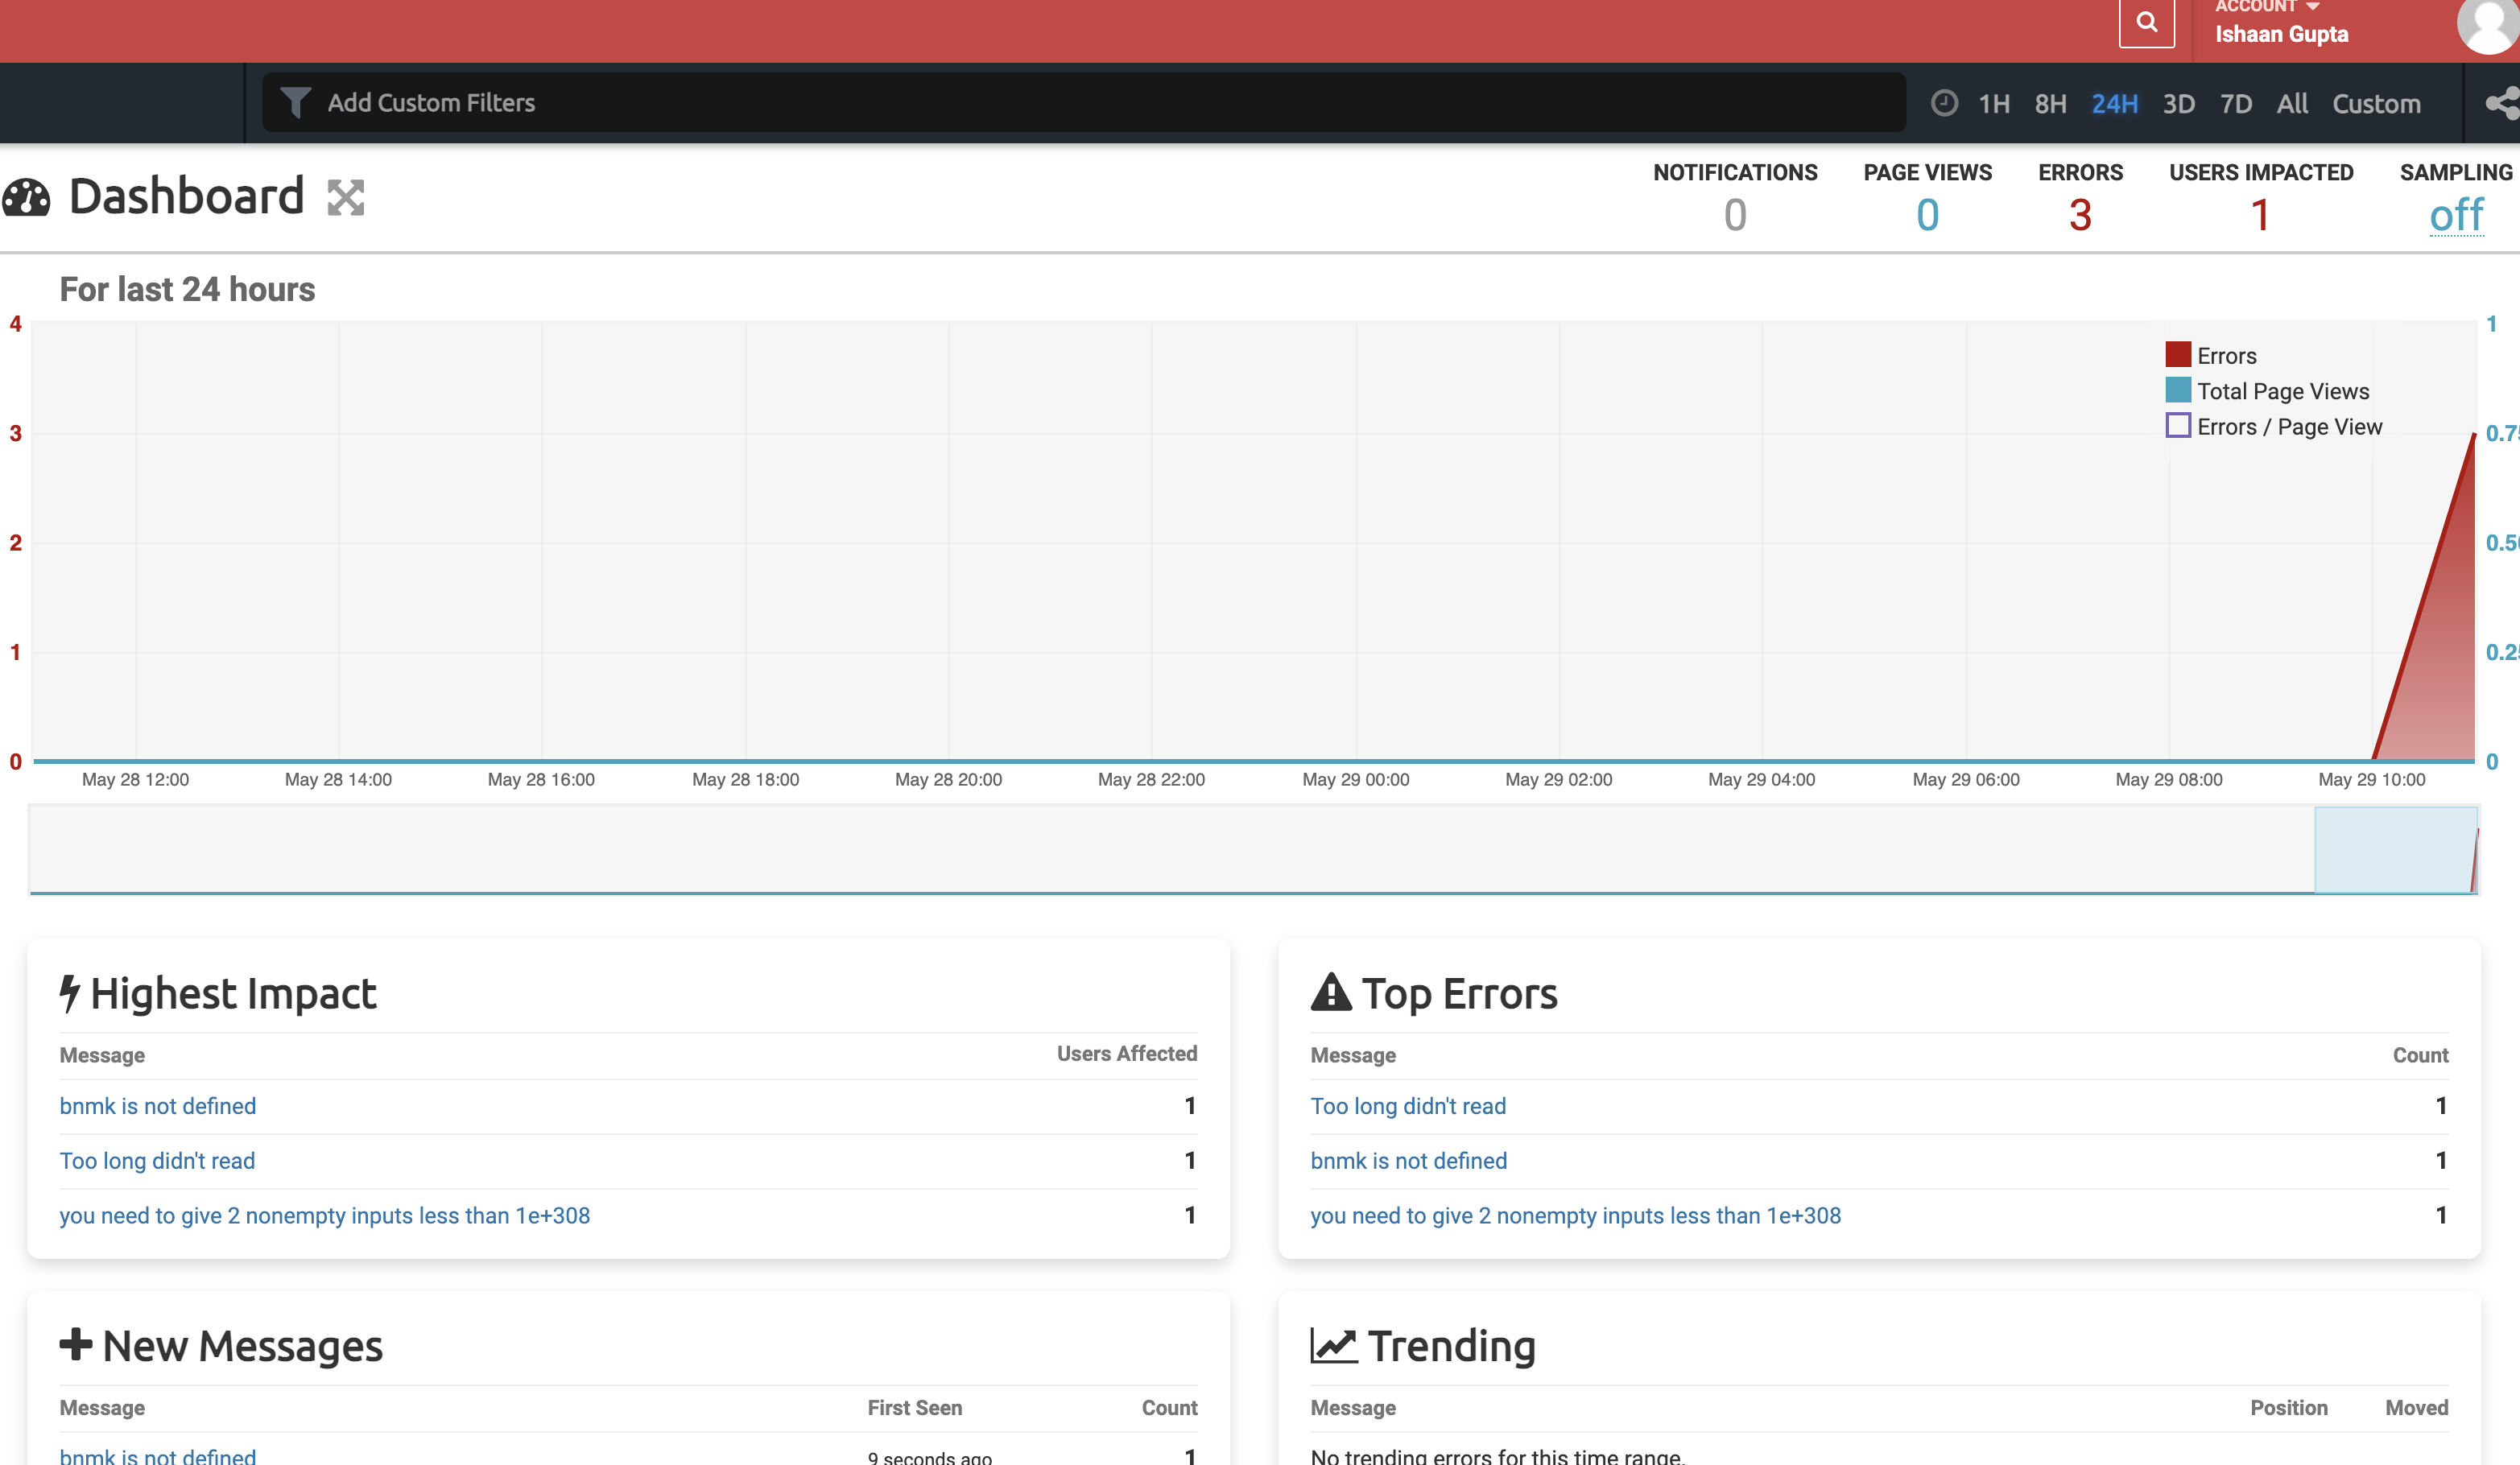 ACCOUNT
Ishaan Gupta
Add Custom Filters
1H 8H 24H 3D 7D All Custom
Dashboard
NOTIFICATIONS PAGE VIEWS ERRORS USERS IMPACTED SAMPLING
0 0 3 1 off
For last 24 hours
4 1
Errors
Total Page Views
Errors / Page View
3 0.75
2 0.50
1 0.25
0 0
May 28 12:00 May 28 14:00 May 28 16:00 May 28 18:00 May 28 20:00 May 28 22:00 May 29 00:00 May 29 02:00 May 29 04:00 May 29 06:00 May 29 08:00 May 29 10:00
Highest Impact
Message Users Affected
bnmk is not defined 1
Too long didn't read 1
you need to give 2 nonempty inputs less than 1e+308 1
Top Errors
Message Count
Too long didn't read 1
bnmk is not defined 1
you need to give 2 nonempty inputs less than 1e+308 1
New Messages
Message First Seen Count
bnmk is not defined 9 seconds ago 1
Trending
Message Position Moved
No trending errors for this time range.